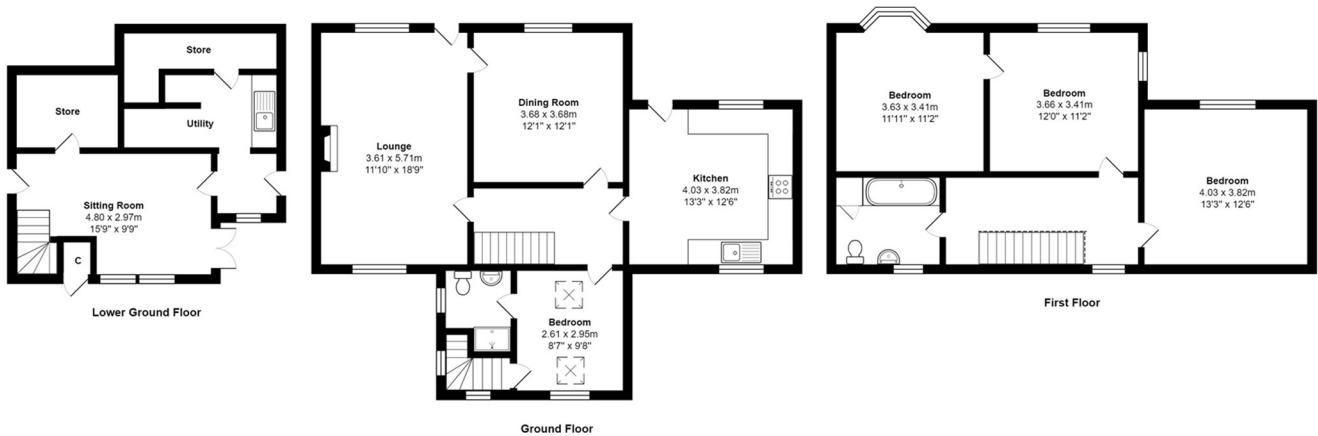 Store
Store
Utility
Sitting Room
4.80 x 2.97m
15'9" x 9'9"
C
Lower Ground Floor
Lounge
3.61 x 5.71m
11'10" x 18'9"
Dining Room
3.68 x 3.68m
12'1" x 12'1"
Kitchen
4.03 x 3.82m
13'3" x 12'6"
Bedroom
2.61 x 2.95m
8'7" x 9'8"
Ground Floor
Bedroom
3.63 x 3.41m
11'11" x 11'2"
Bedroom
3.66 x 3.41m
12'0" x 11'2"
Bedroom
4.03 x 3.82m
13'3" x 12'6"
First Floor